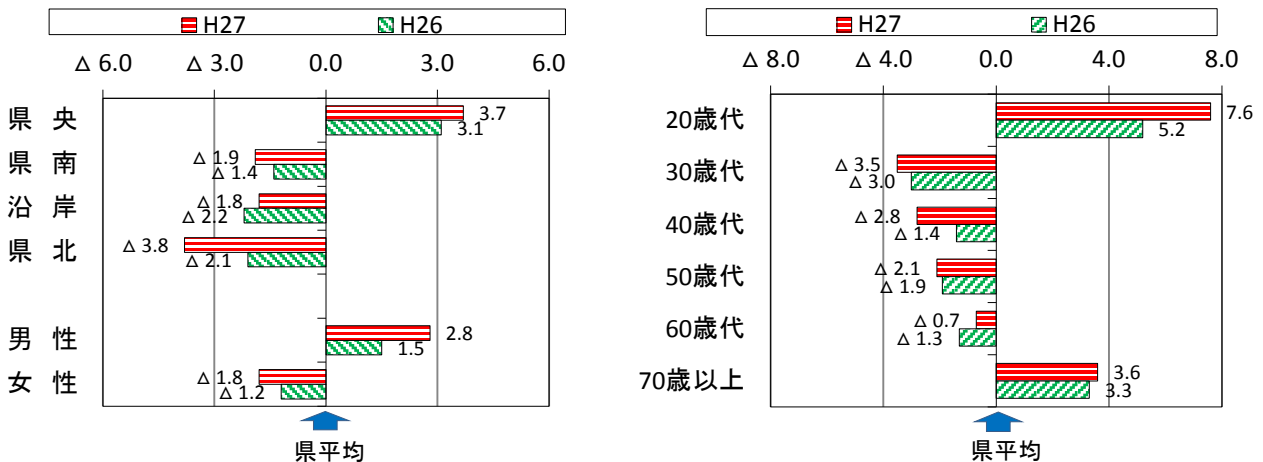 H27 H26
△ 6.0 △ 3.0 0.0 3.0 6.0
県 央 3.7
3.1
県 南 △ 1.9
△ 1.4
沿 岸 △ 1.8
△ 2.2
県 北 △ 3.8
△ 2.1
男 性 2.8
1.5
女 性 △ 1.8
△ 1.2
県平均
H27 H26
△ 8.0 △ 4.0 0.0 4.0 8.0
20歳代 7.6
5.2
30歳代 △ 3.5
△ 3.0
40歳代 △ 2.8
△ 1.4
50歳代 △ 2.1
△ 1.9
60歳代 △ 0.7
△ 1.3
70歳以上 3.6
3.3
県平均